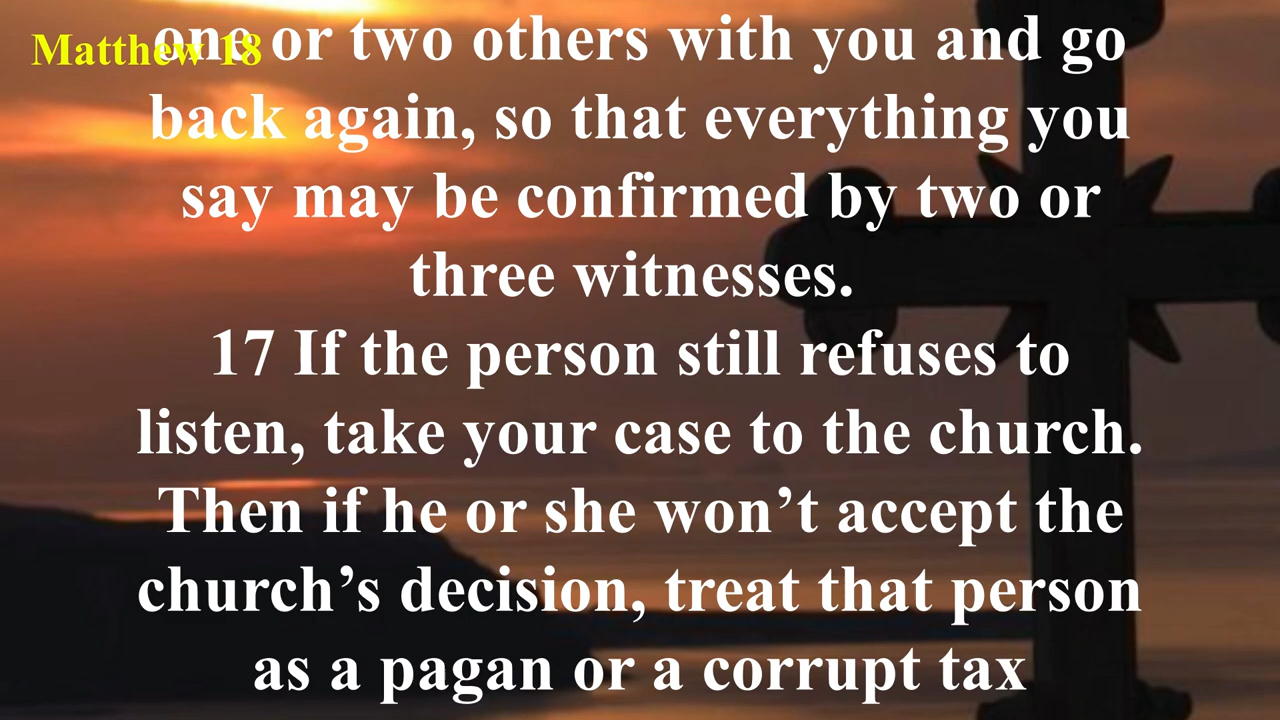 Matthew 18
one or two others with you and go
back again, so that everything you
say may be confirmed by two or
three witnesses.
17 If the person still refuses to
listen, take your case to the church.
Then if he or she won’t accept the
church’s decision, treat that person
as a pagan or a corrupt tax